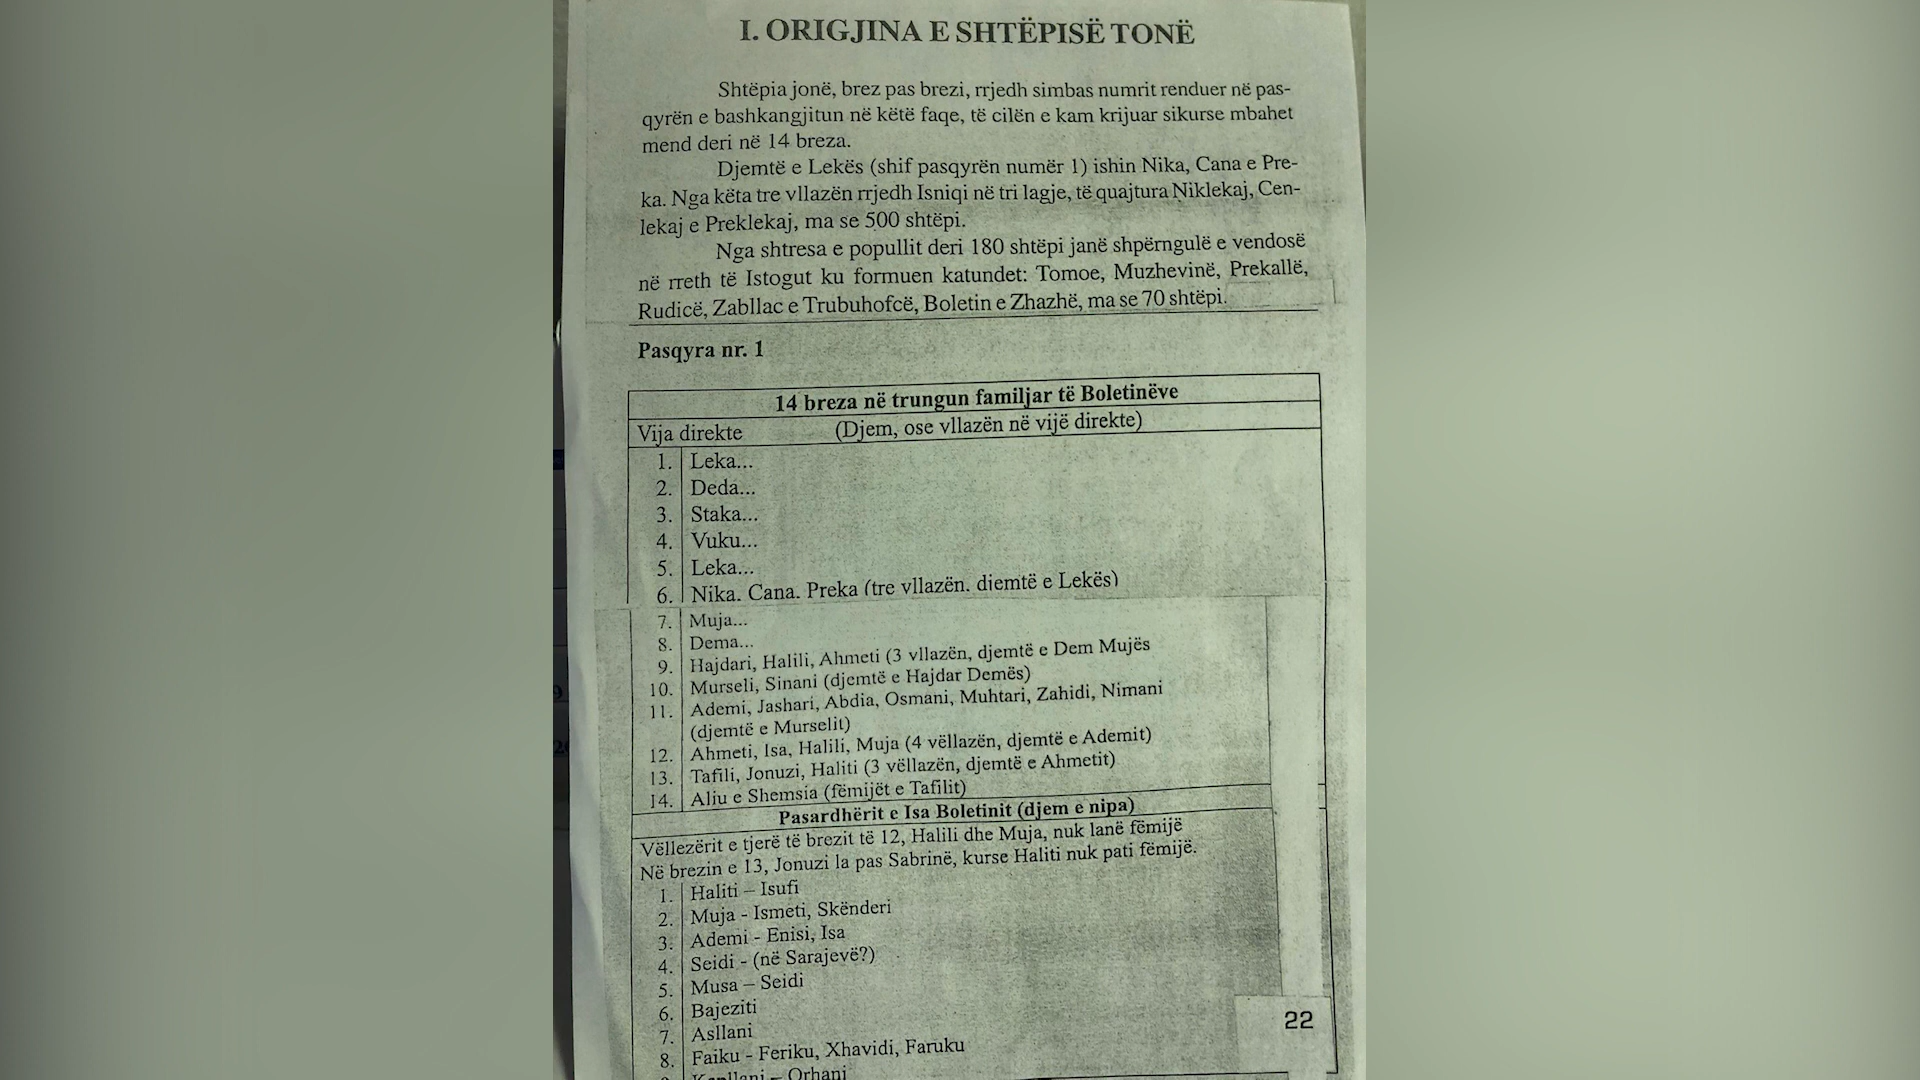 I. ORIGJINA E SHTËPISË TONË
Shtëpia jonë, brez pas brezi, rrjedh simbas numrit renduer në pas-
qyrën e bashkangjitun në këtë faqe, të cilën e kam krijuar sikurse mbahet
mend deri në 14 breza.
Djemtë e Lekës (shif pasqyrën numër 1) ishin Nika, Cana e Pre-
ka. Nga këta tre vllazën rrjedh Isniqi në tri lagje, të quajtura Niklekaj, Cen-
lekaj e Preklekaj, ma se 500 shtëpi.
Nga shtresa e popullit deri 180 shtëpi janë shpërngulë e vendosë
në rreth të Istogut ku formuen katundet: Tomoe, Muzhevinë, Prekallë,
Rudicë, Zabllac e Trubuhofcë, Boletin e Zhazhë, ma se 70 shtëpi.
Pasqyra nr. 1
14 breza në trungun familjar të Boletinëve
Vija direkte (Djem, ose vllazën në vijë direkte)
1. Leka...
2. Deda...
3. Staka...
4. Vuku...
5. Leka...
6. Nika, Cana, Preka (tre vllazën, djemtë e Lekës)
7. Muja...
8. Dema...
9. Hajdari, Halili, Ahmeti (3 vllazën, djemtë e Dem Mujës
10. Murseli, Sinani (djemtë e Hajdar Demës)
11. Ademi, Jashari, Abdia, Osmani, Muhtari, Zahidi, Nimani
(djemtë e Murselit)
12. Ahmeti, Isa, Halili, Muja (4 vëllazën, djemtë e Ademit)
13. Tafili, Jonuzi, Haliti (3 vëllazën, djemtë e Ahmetit)
14. Aliu e Shemsia (fëmijët e Tafilit)
Pasardhërit e Isa Boletinit (djem e nipa)
Vëllezërit e tjerë të brezit të 12, Halili dhe Muja, nuk lanë fëmijë
Në brezin e 13, Jonuzi la pas Sabrinë, kurse Haliti nuk pati fëmijë.
1. Haliti – Isufi
2. Muja - Ismeti, Skënderi
3. Ademi - Enisi, Isa
4. Seidi - (në Sarajevë?)
5. Musa – Seidi
6. Bajeziti
7. Asllani
8. Faiku - Feriku, Xhavidi, Faruku
– Orhani
22